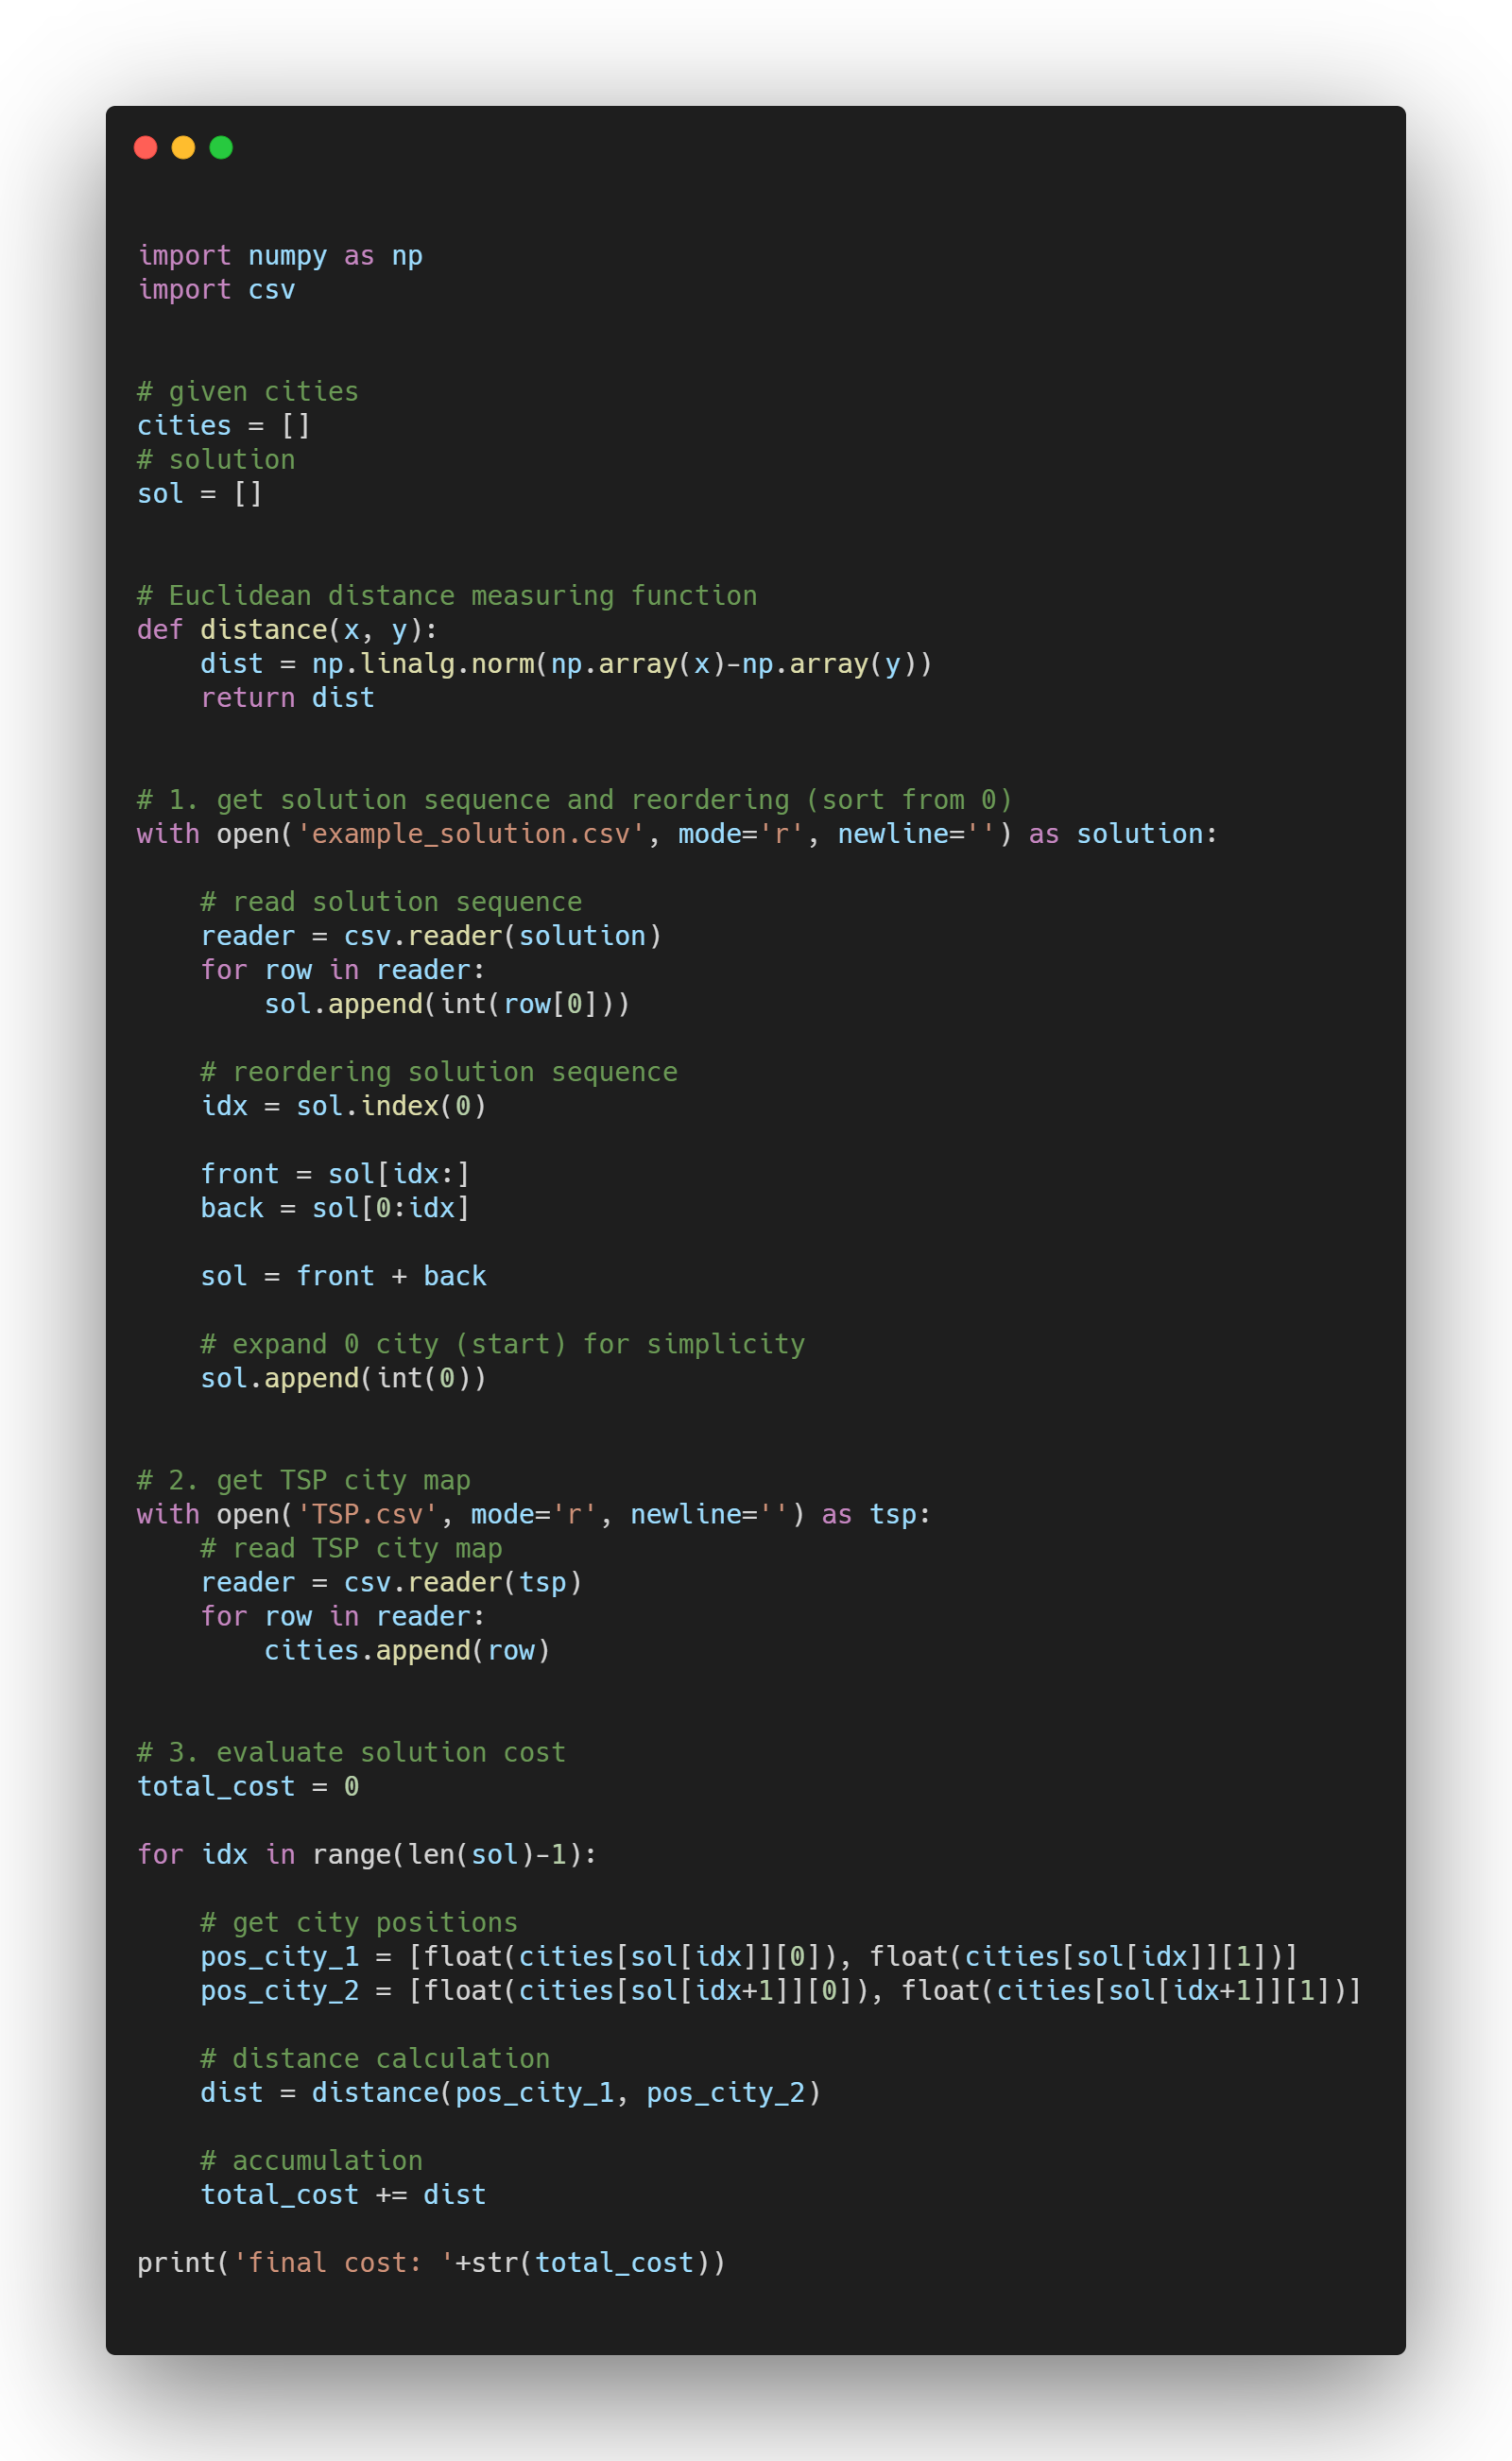 import numpy as np
import csv
# given cities
cities = []
# solution
sol = []
# Euclidean distance measuring function
def distance(x, y):
    dist = np.linalg.norm(np.array(x)-np.array(y))
    return dist
# 1. get solution sequence and reordering (sort from 0)
with open('example_solution.csv', mode='r', newline='') as solution:
    # read solution sequence
    reader = csv.reader(solution)
    for row in reader:
        sol.append(int(row[0]))
    # reordering solution sequence
    idx = sol.index(0)
    front = sol[idx:]
    back = sol[0:idx]
    sol = front + back
    # expand 0 city (start) for simplicity
    sol.append(int(0))
# 2. get TSP city map
with open('TSP.csv', mode='r', newline='') as tsp:
    # read TSP city map
    reader = csv.reader(tsp)
    for row in reader:
        cities.append(row)
# 3. evaluate solution cost
total_cost = 0
for idx in range(len(sol)-1):
    # get city positions
    pos_city_1 = [float(cities[sol[idx]][0]), float(cities[sol[idx]][1])]
    pos_city_2 = [float(cities[sol[idx+1]][0]), float(cities[sol[idx+1]][1])]
    # distance calculation
    dist = distance(pos_city_1, pos_city_2)
    # accumulation
    total_cost += dist
print('final cost: '+str(total_cost))